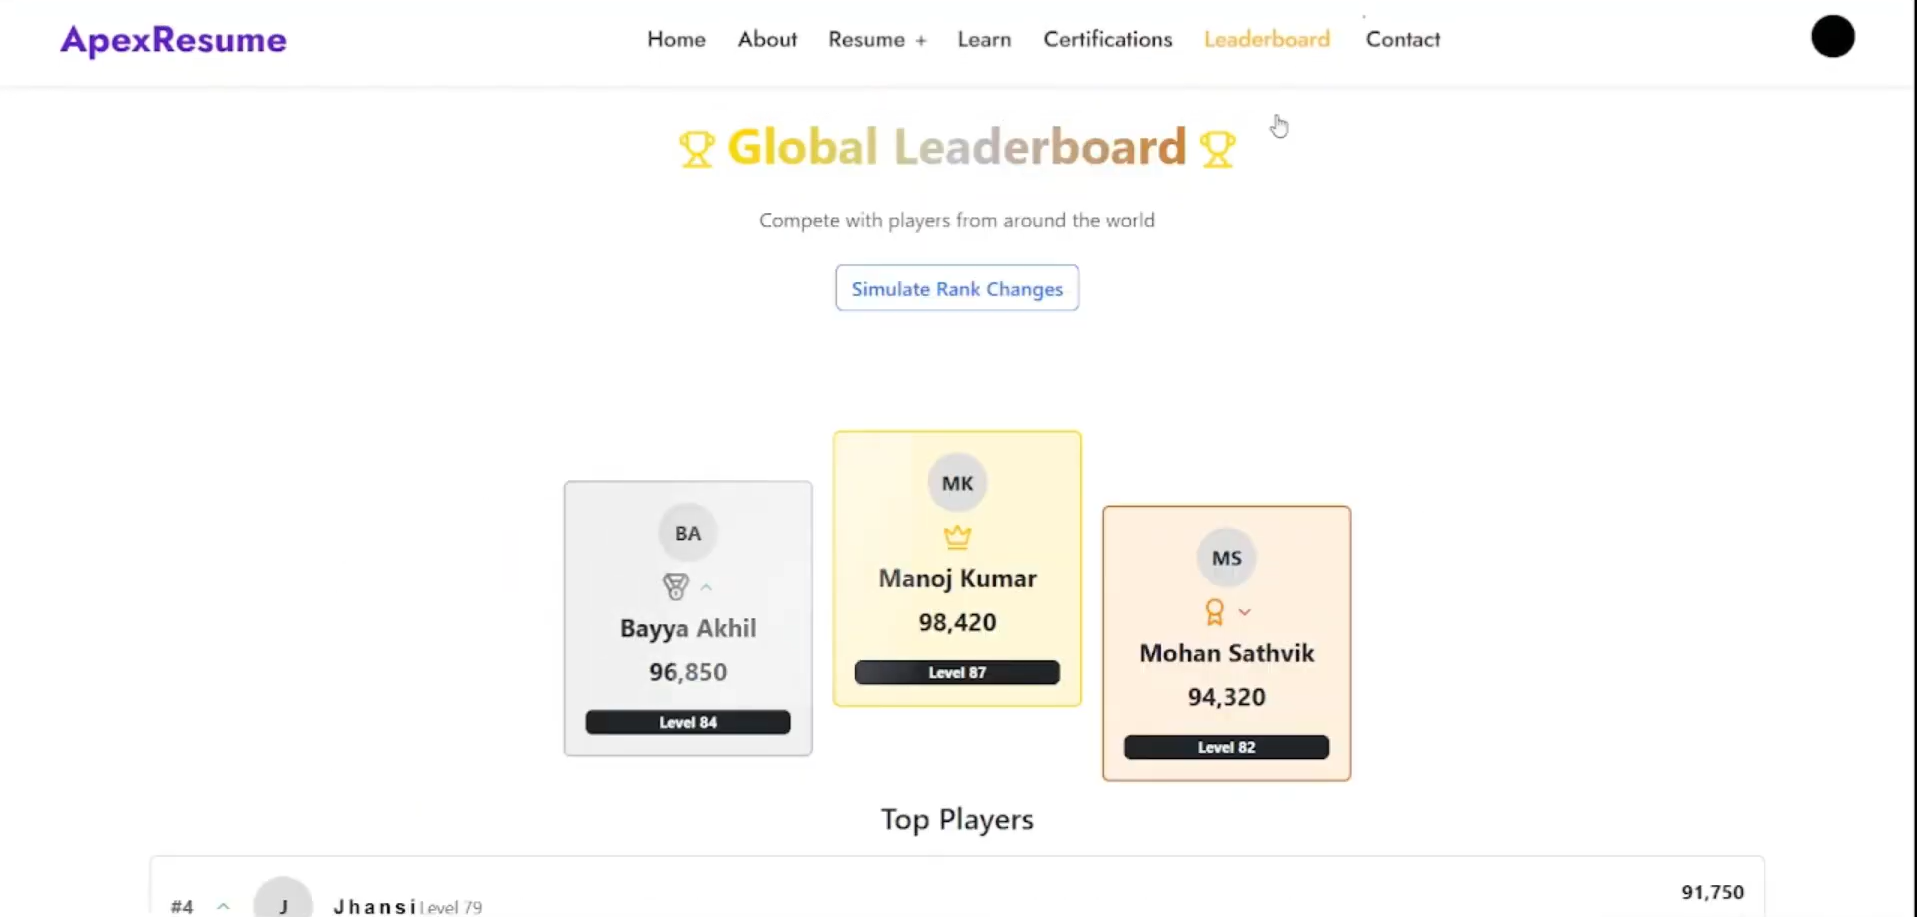 ApexResume
Home About Resume + Learn Certifications Leaderboard Contact
Global Leaderboard
Compete with players from around the world
Simulate Rank Changes
MK
Manoj Kumar
98,420
Level 87
BA
Bayya Akhil
96,850
Level 84
MS
Mohan Sathvik
94,320
Level 82
Top Players
#4 J Jhansi Level 79 91,750